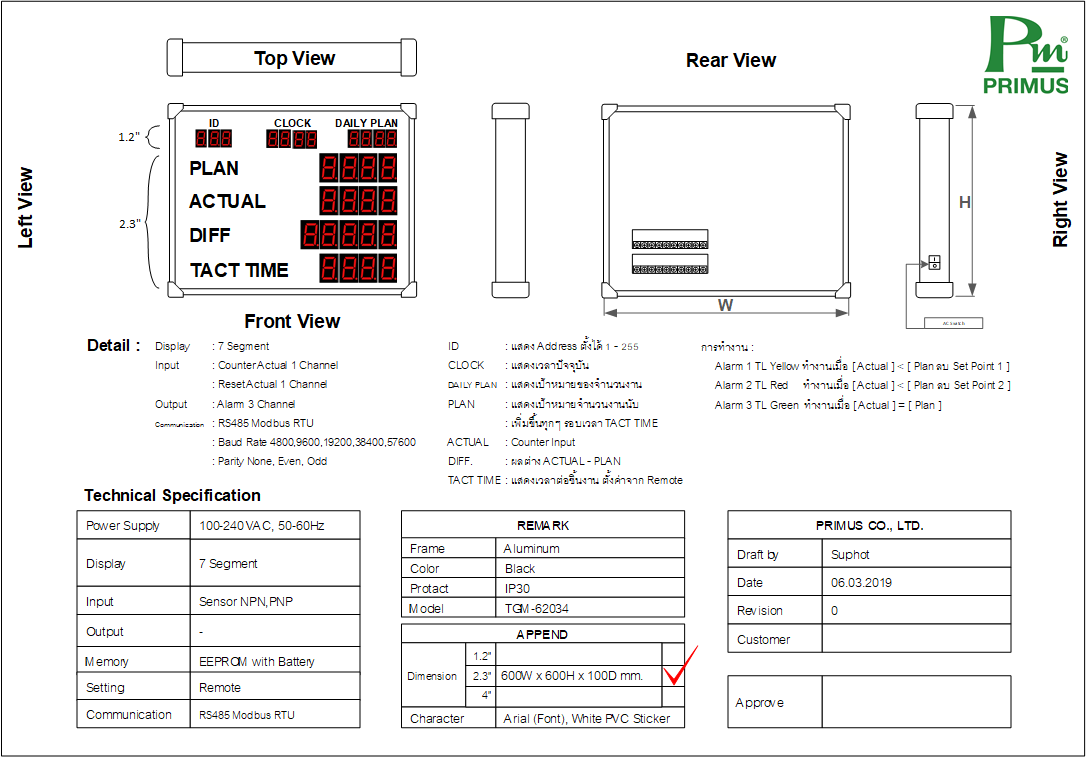 Top View
Rear View
Pm®
PRIMUS
ID CLOCK DAILY PLAN
1.2"
PLAN
ACTUAL
2.3"
DIFF
TACT TIME
Left View
Right View
H
W
AC Switch
Front View
Detail :
Display : 7 Segment
Input : Counter Actual 1 Channel
: Reset Actual 1 Channel
Output : Alarm 3 Channel
Communication : RS485 Modbus RTU
: Baud Rate 4800,9600,19200,38400,57600
: Parity None, Even, Odd
ID : แสดง Address ตั้งได้ 1 - 255
CLOCK : แสดงเวลาปัจจุบัน
DAILY PLAN : แสดงเป้าหมายของจำนวนงาน
PLAN : แสดงเป้าหมายจำนวนงานนับ
: เพิ่มขึ้นทุกๆ รอบเวลา TACT TIME
ACTUAL : Counter Input
DIFF. : ผลต่าง ACTUAL - PLAN
TACT TIME : แสดงเวลาต่อชิ้นงาน ตั้งค่าจาก Remote
การทำงาน :
Alarm 1 TL Yellow ทำงานเมื่อ [ Actual ] < [ Plan ลบ Set Point 1 ]
Alarm 2 TL Red ทำงานเมื่อ [ Actual ] < [ Plan ลบ Set Point 2 ]
Alarm 3 TL Green ทำงานเมื่อ [ Actual ] = [ Plan ]
Technical Specification
Power Supply 100-240 VAC, 50-60Hz
Display 7 Segment
Input Sensor NPN,PNP
Output -
Memory EEPROM with Battery
Setting Remote
Communication RS485 Modbus RTU
REMARK
Frame Aluminum
Color Black
Protact IP30
Model TGM-62034
APPEND
Dimension
1.2"
2.3" 600W x 600H x 100D mm.
4"
Character Arial (Font), White PVC Sticker
PRIMUS CO., LTD.
Draft by Suphot
Date 06.03.2019
Revision 0
Customer
Approve